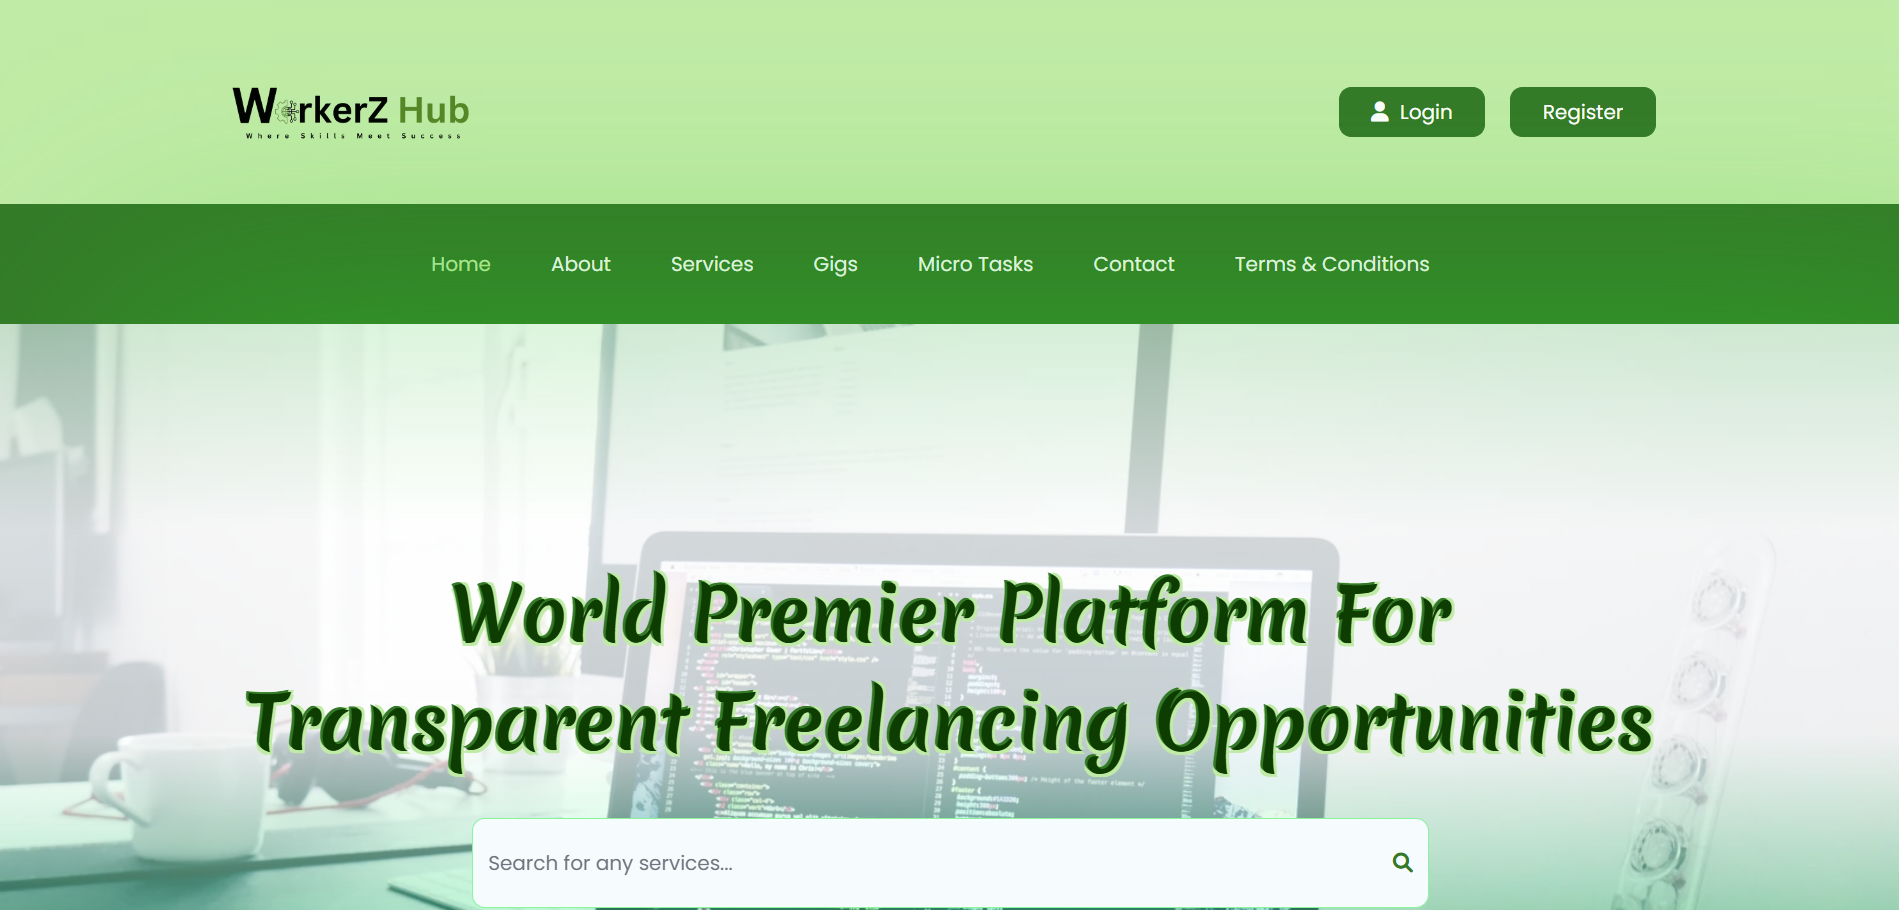 WorkerZ Hub
Where Skills Meet Success
Login
Register
Home
About
Services
Gigs
Micro Tasks
Contact
Terms & Conditions
World Premier Platform For
Transparent Freelancing Opportunities
Search for any services...